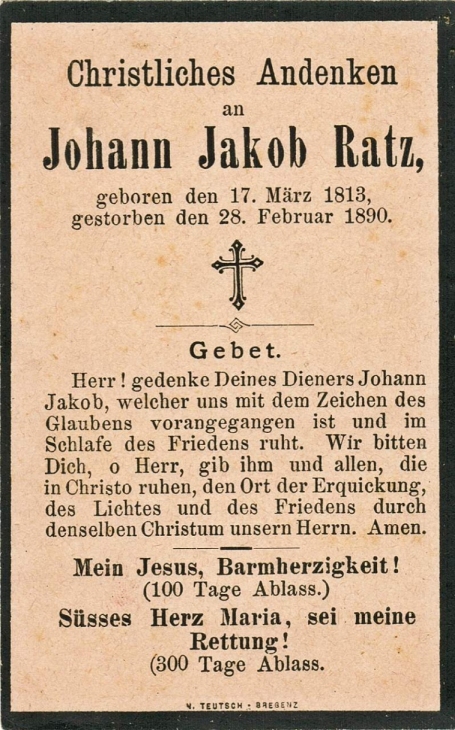 Christliches Andenken
an
Johann Jakob Ratz,
geboren den 17. März 1813,
gestorben den 28. Februar 1890.
Gebet.
Herr! gedenke Deines Dieners Johann
Jakob, welcher uns mit dem Zeichen des
Glaubens vorangegangen ist und im
Schlafe des Friedens ruht. Wir bitten
Dich, o Herr, gib ihm und allen, die
in Christo ruhen, den Ort der Erquickung,
des Lichtes und des Friedens durch
denselben Christum unsern Herrn. Amen.
Mein Jesus, Barmherzigkeit!
(100 Tage Ablass.)
Süsses Herz Maria, sei meine
Rettung!
(300 Tage Ablass.
N. TEUTSCH · BREGENZ